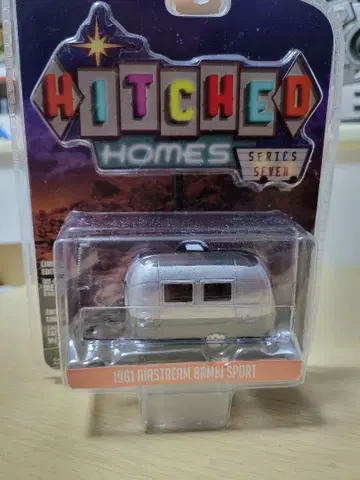 HITCHED
HOMES
SERIES
SEVEN
1961 AIRSTREAM BAMBI SPORT